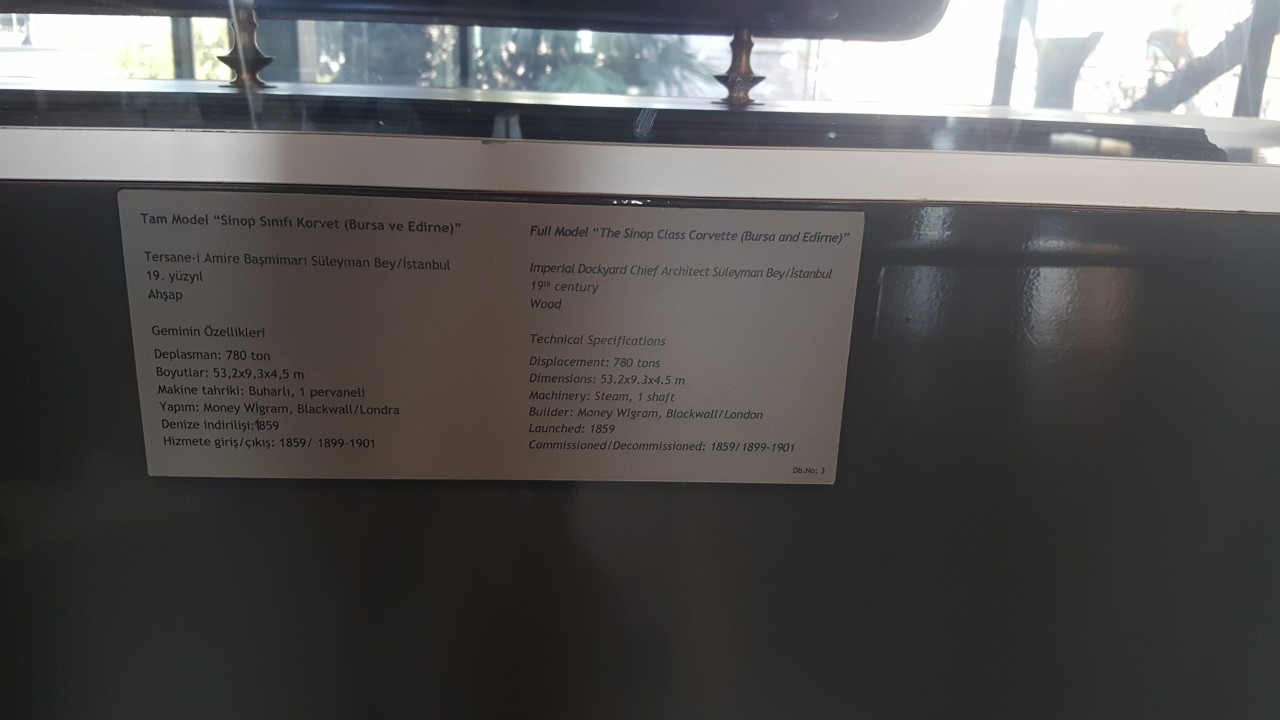 Tam Model “Sinop Sınıfı Korvet (Bursa ve Edirne)”
Tersane-i Amire Başmimarı Süleyman Bey/İstanbul
19. yüzyıl
Ahşap
Geminin Özellikleri
Deplasman: 780 ton
Boyutlar: 53,2x9,3x4,5 m
Makine tahriki: Buharlı, 1 pervaneli
Yapım: Money Wigram, Blackwall/Londra
Denize indirilişi:1859
Hizmete giriş/çıkış: 1859/ 1899-1901
Full Model “The Sinop Class Corvette (Bursa and Edirne)”
Imperial Dockyard Chief Architect Süleyman Bey/İstanbul
19th century
Wood
Technical Specifications
Displacement: 780 tons
Dimensions: 53.2x9.3x4.5 m
Machinery: Steam, 1 shaft
Builder: Money Wigram, Blackwall/London
Launched: 1859
Commissioned/Decommissioned: 1859/1899-1901
Db.No: 3